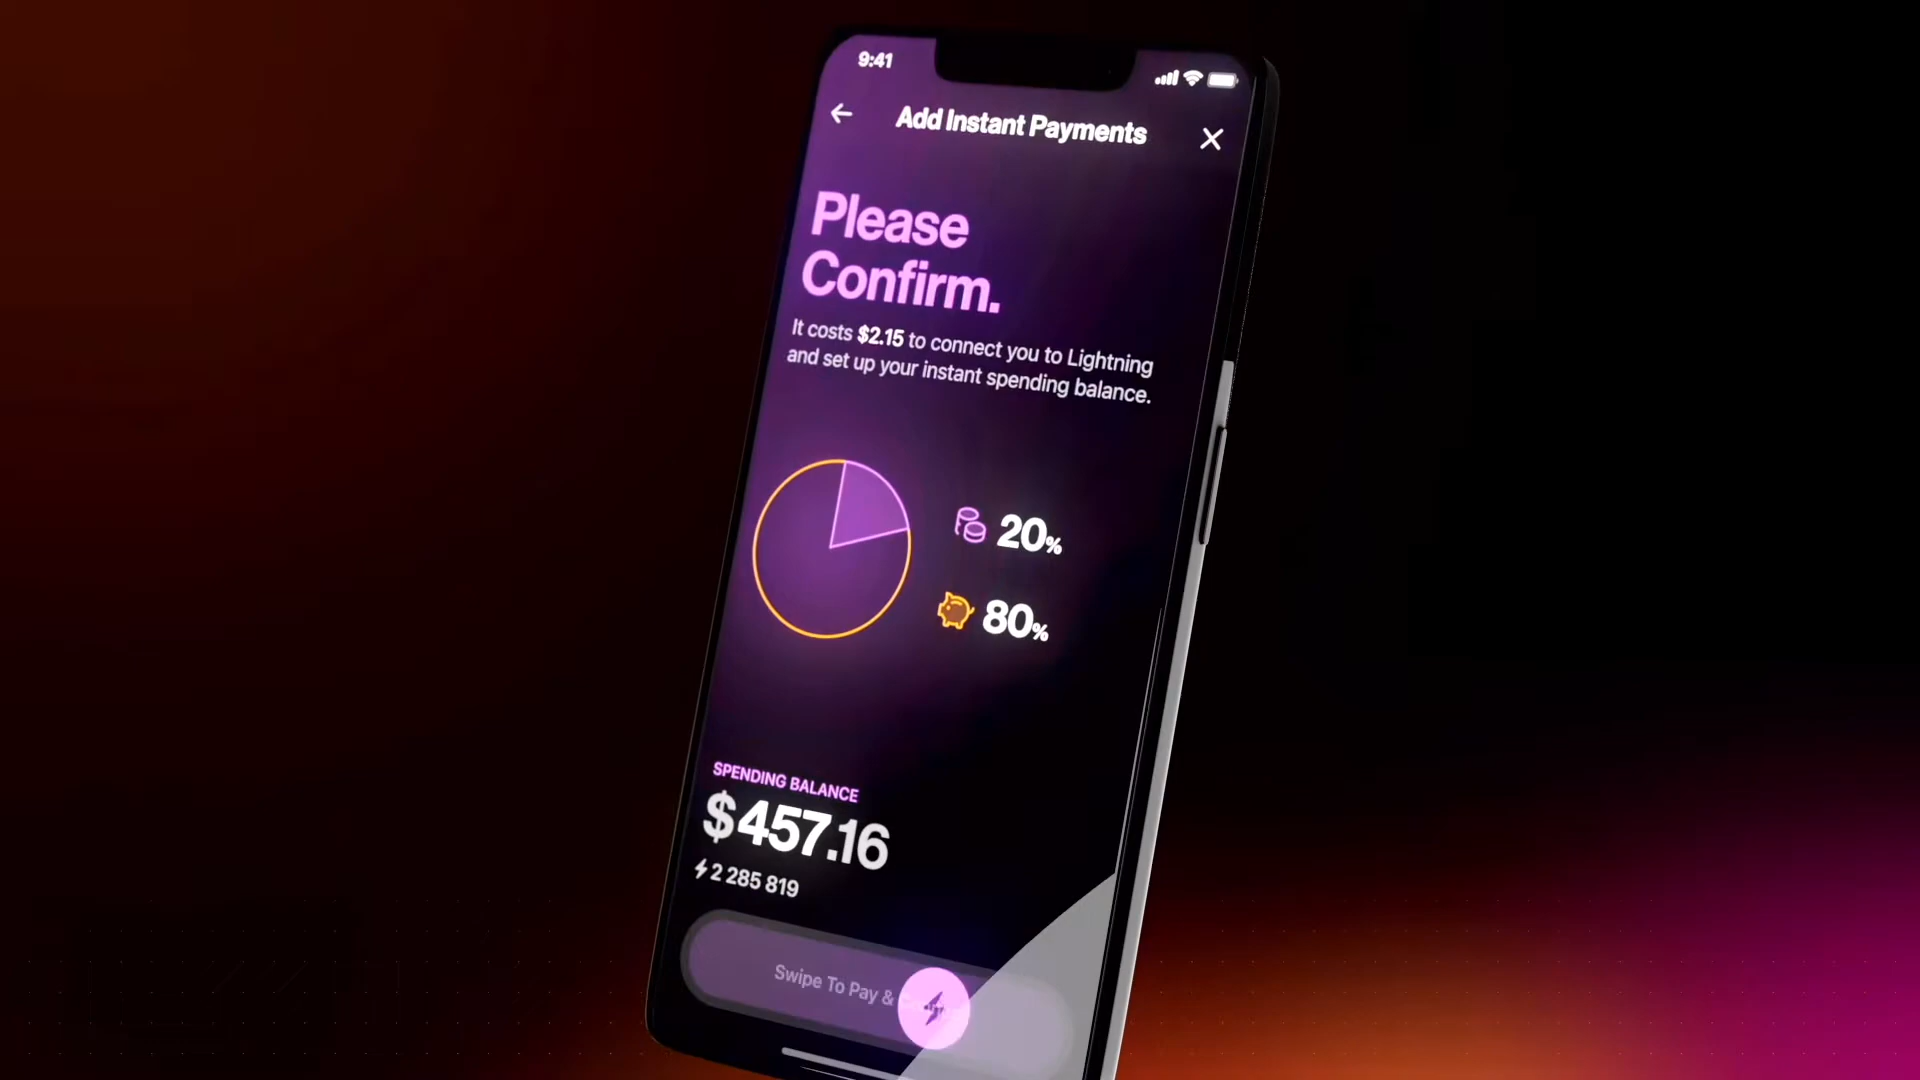 9:41
Add Instant Payments
Please
Confirm.
It costs $2.15 to connect you to Lightning
and set up your instant spending balance.
20%
80%
SPENDING BALANCE
$457.16
2 285 819
Swipe To Pay &